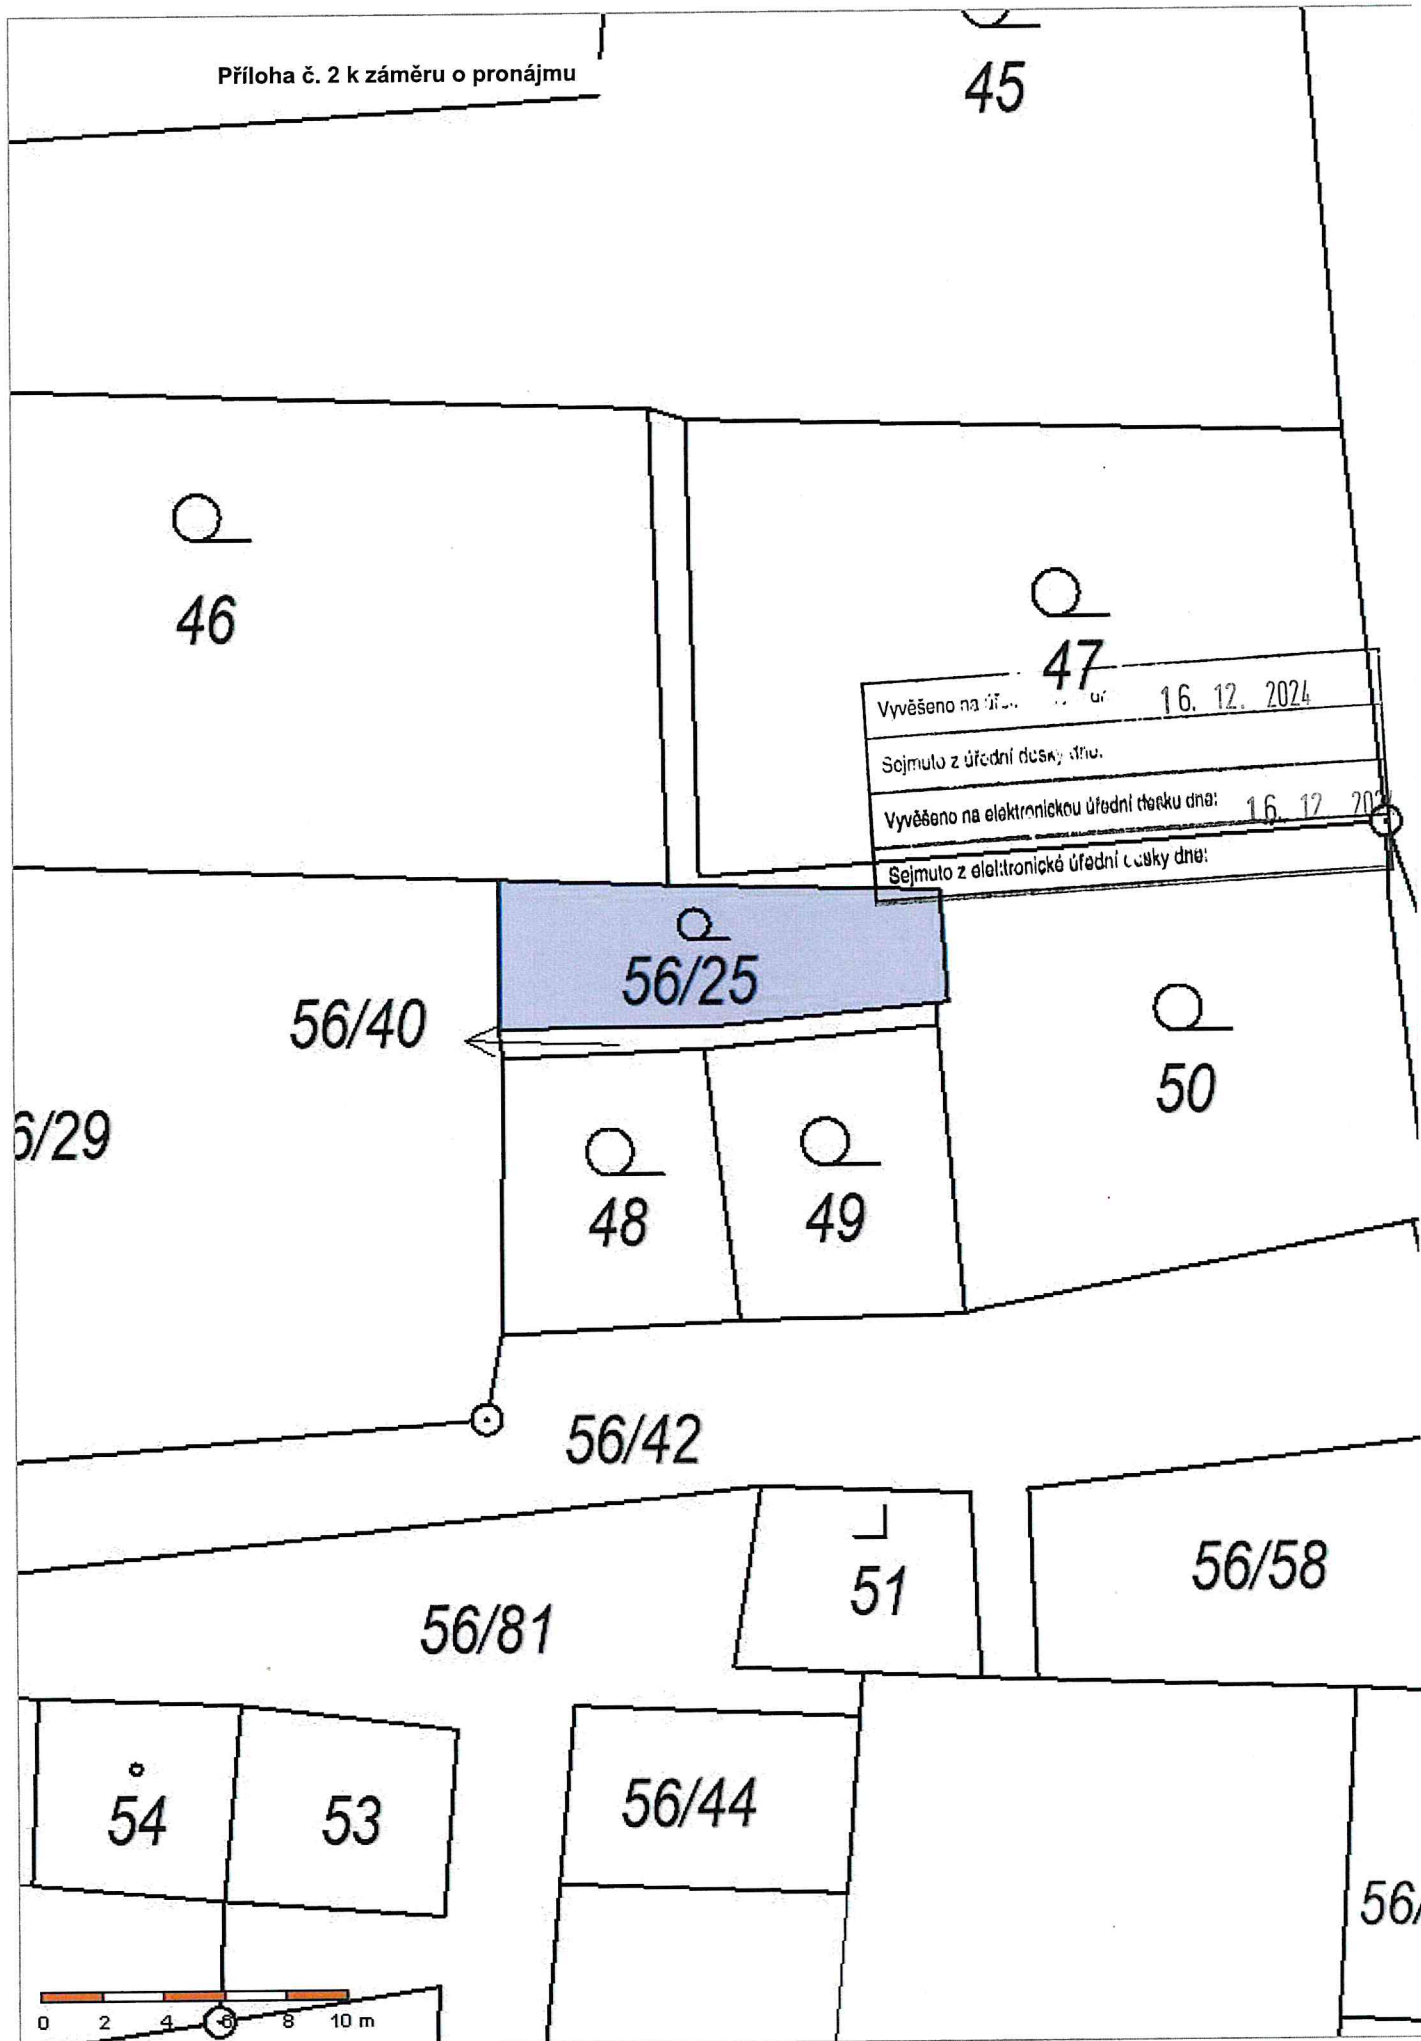 Příloha č. 2 k záměru o pronájmu
45
46
47
Vyvěšeno na 16. 12. 2024
Sejmuto z úřední desky dne:
Vyvěšeno na elektronickou úřední desku dne: 16. 12
Sejmuto z elektronické úřední desky dne:
56/25
56/40
50
6/29
48
49
56/42
51
56/58
56/81
54
53
56/44
56/
0 2 4 6 8 10 m